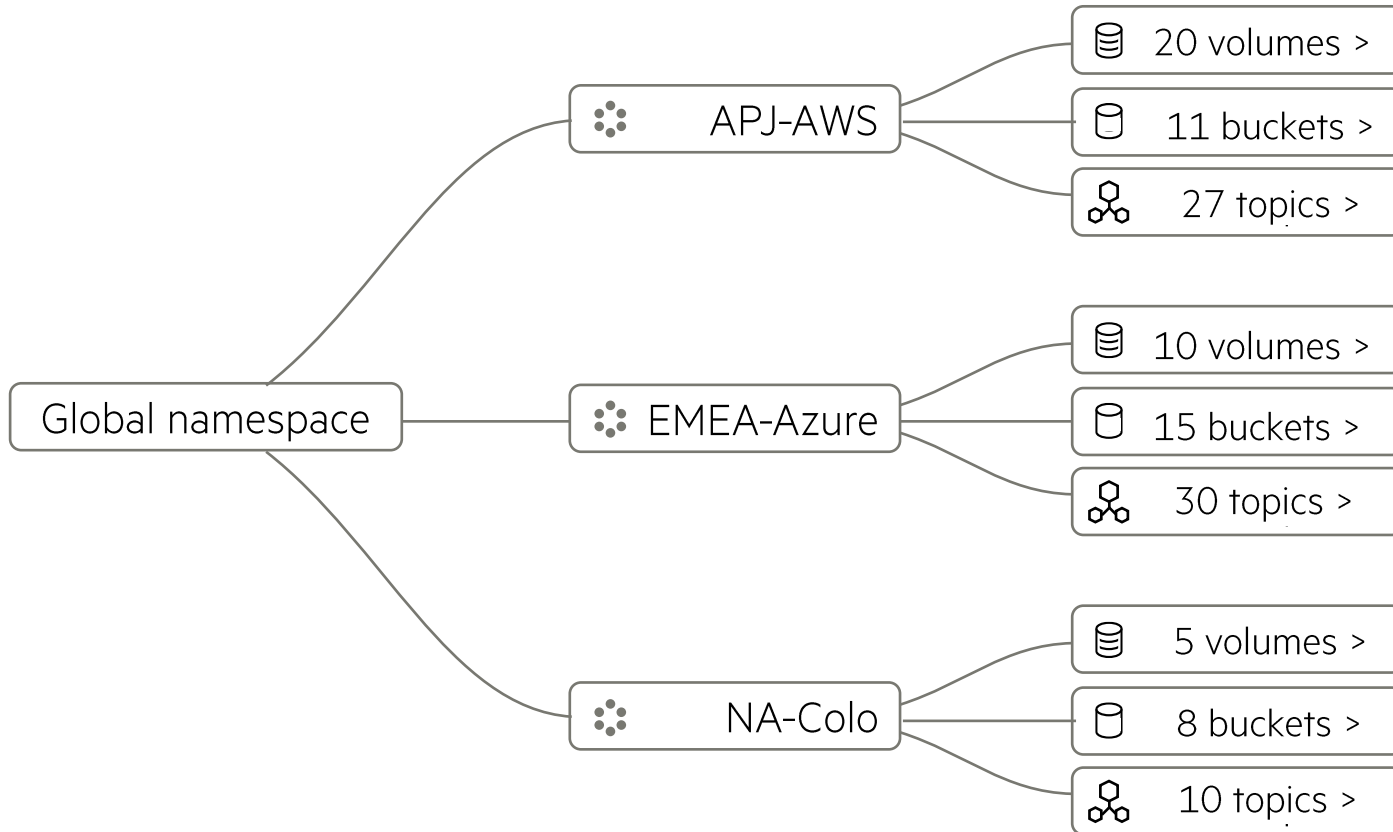 Global namespace
APJ-AWS
20 volumes >
11 buckets >
27 topics >
EMEA-Azure
10 volumes >
15 buckets >
30 topics >
NA-Colo
5 volumes >
8 buckets >
10 topics >